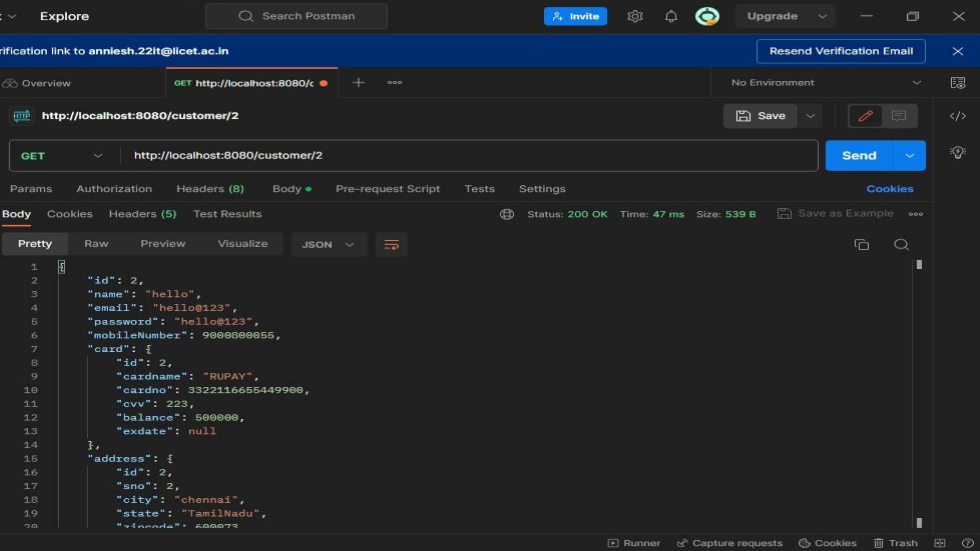 Explore Search Postman Invite Upgrade
rification link to anniesh.22it@licet.ac.in Resend Verification Email
Overview GET http://localhost:8080/c No Environment
HTTP http://localhost:8080/customer/2 Save
GET http://localhost:8080/customer/2 Send
Params Authorization Headers (8) Body Pre-request Script Tests Settings Cookies
Body Cookies Headers (5) Test Results Status: 200 OK Time: 47 ms Size: 539 B Save as Example
Pretty Raw Preview Visualize JSON
1 {
2 "id": 2,
3 "name": "hello",
4 "email": "hello@123",
5 "password": "hello@123",
6 "mobileNumber": 9000800055,
7 "card": {
8 "id": 2,
9 "cardname": "RUPAY",
10 "cardno": 3322116655449900,
11 "cvv": 223,
12 "balance": 500000,
13 "exdate": null
14 },
15 "address": {
16 "id": 2,
17 "sno": 2,
18 "city": "chennai",
19 "state": "TamilNadu",
20 "zipcode": 600073
Runner Capture requests Cookies Trash